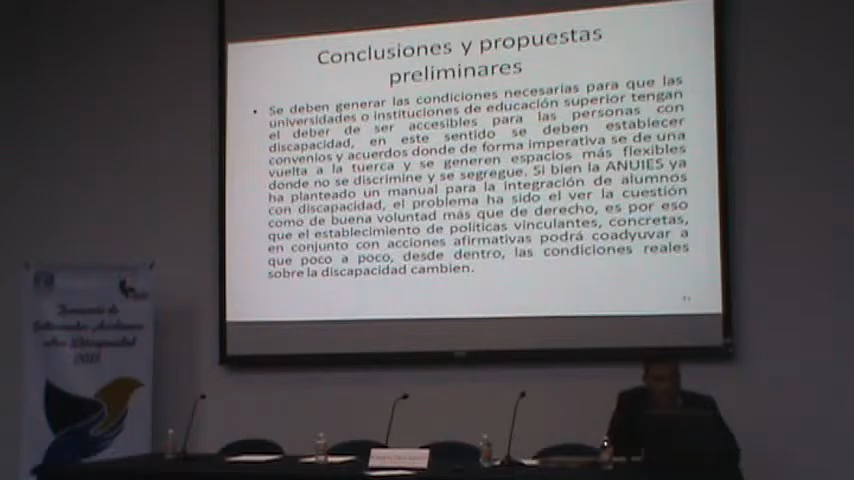 Conclusiones y propuestas
preliminares
• Se deben generar las condiciones necesarias para que las
universidades o instituciones de educación superior tengan
el deber de ser accesibles para las personas con
discapacidad, en este sentido se deben establecer
convenios y acuerdos donde de forma imperativa se de una
vuelta a la tuerca y se generen espacios más flexibles
donde no se discrimine y se segregue. Si bien la ANUIES ya
ha planteado un manual para la integración de alumnos
con discapacidad, el problema ha sido el ver la cuestión
como de buena voluntad más que de derecho, es por eso
que el establecimiento de políticas vinculantes, concretas,
en conjunto con acciones afirmativas podrá coadyuvar a
que poco a poco, desde dentro, las condiciones reales
sobre la discapacidad cambien.
sobre Discapacidad